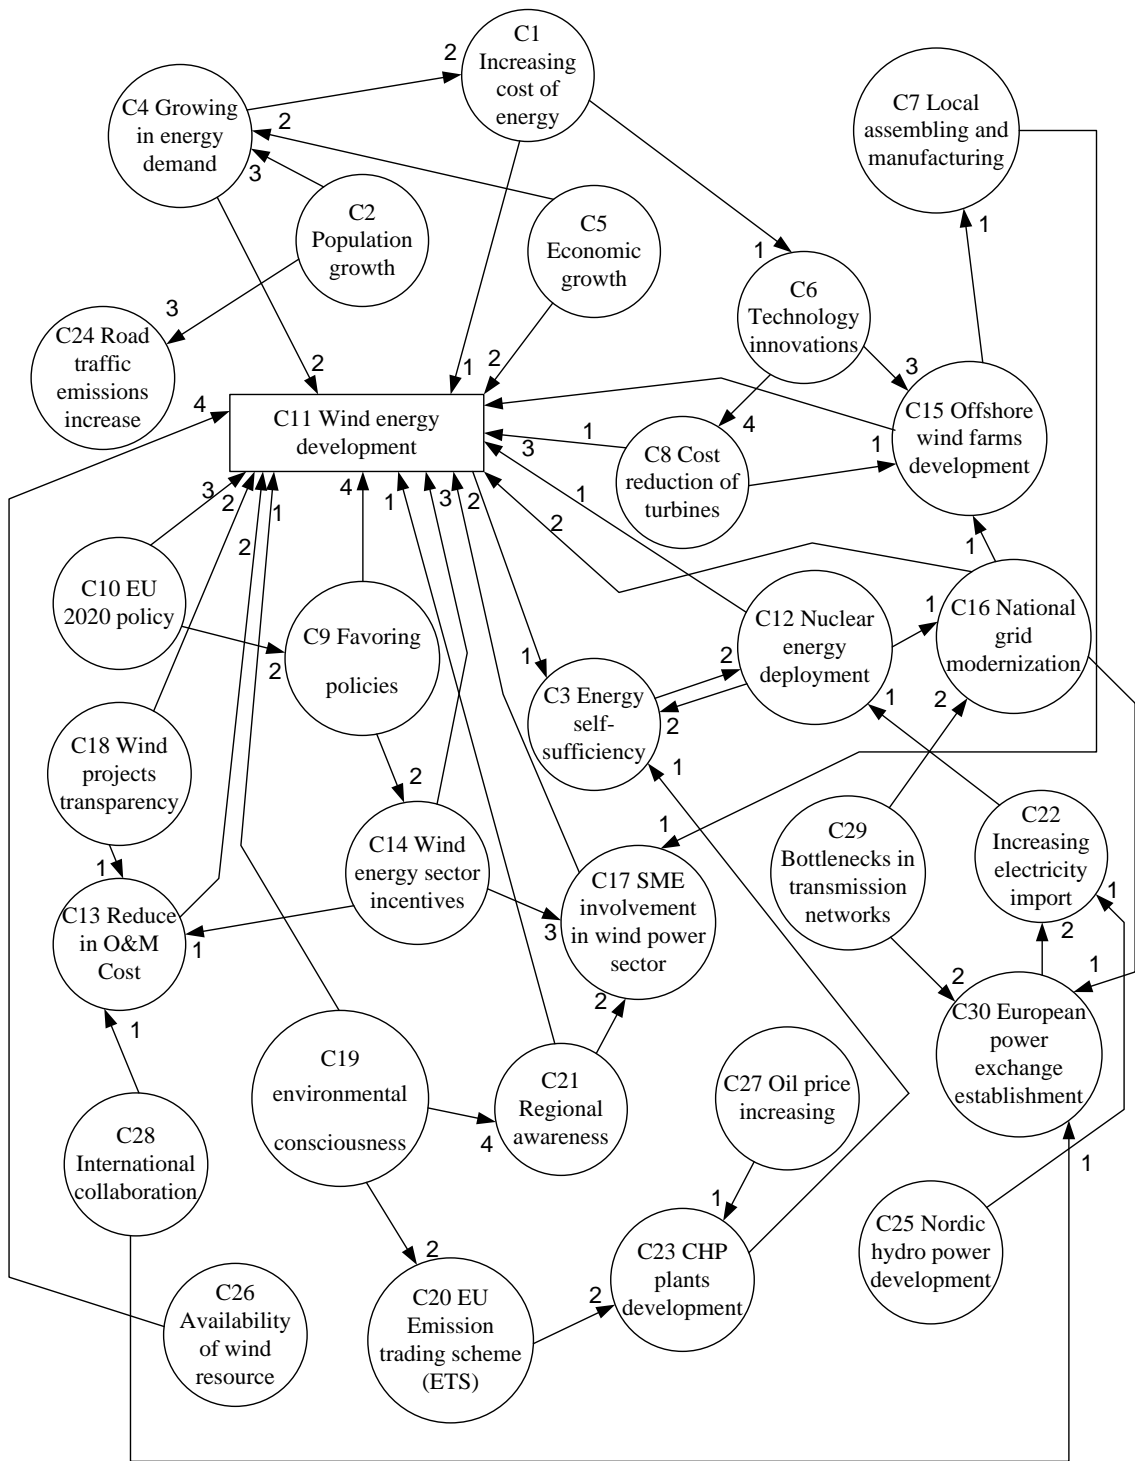 C1
Increasing
cost of
energy
2
C4 Growing
in energy
demand
2
3
C7 Local
assembling and
manufacturing
C2
Population
growth
C5
Economic
growth
1
1
C6
Technology
innovations
3
C24 Road
traffic
emissions
increase
2
1
2
3
4
C11 Wind energy
development
C15 Offshore
wind farms
development
4
1
3
1
C8 Cost
reduction of
turbines
3
2
4
1
3
2
1
2
1
2
1
C10 EU
2020 policy
2
C9 Favoring
policies
C12 Nuclear
energy
deployment
1
C16 National
grid
modernization
1
2
2
C3 Energy
self-
sufficiency
1
2
1
C18 Wind
projects
transparency
2
1
1
C14 Wind
energy sector
incentives
C29
Bottlenecks in
transmission
networks
C22
Increasing
electricity
import
1
C13 Reduce
in O&M
Cost
1
3
C17 SME
involvement
in wind power
sector
2
2
1
1
2
C30 European
power
exchange
establishment
C19
environmental
consciousness
4
C21
Regional
awareness
C27 Oil price
increasing
C28
International
collaboration
1
1
2
2
C23 CHP
plants
development
C25 Nordic
hydro power
development
C26
Availability
of wind
resource
C20 EU
Emission
trading scheme
(ETS)